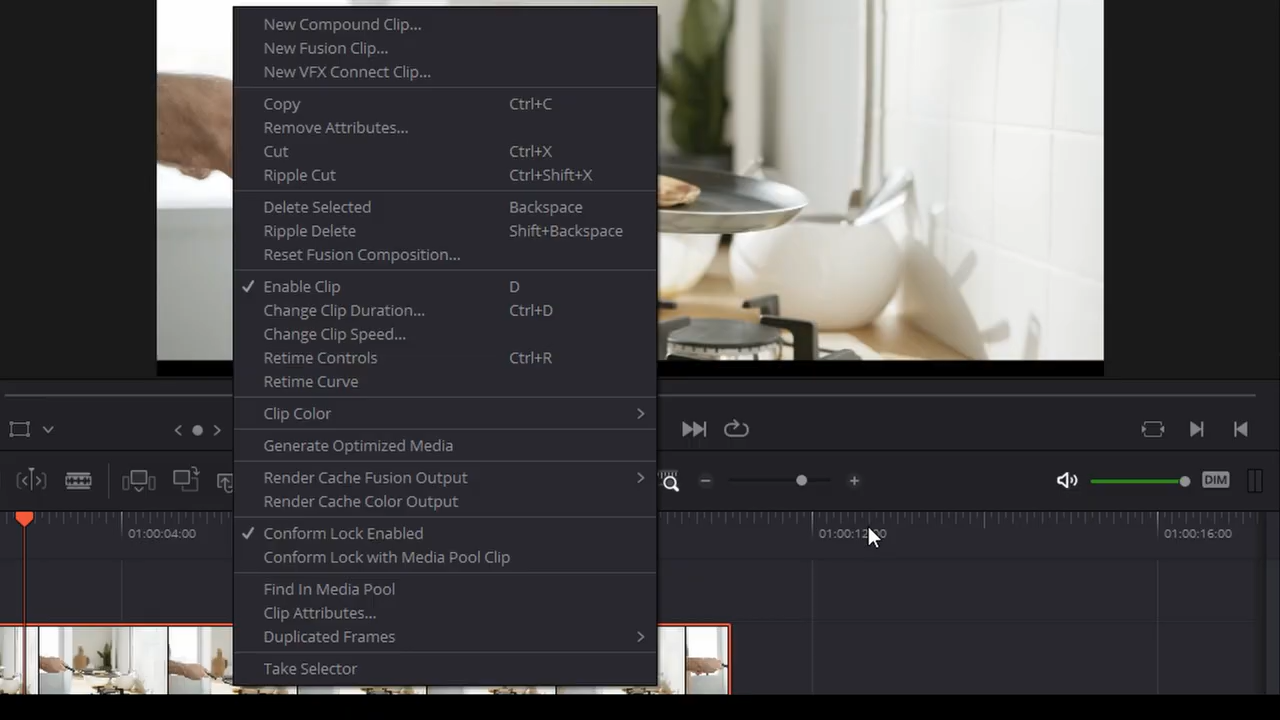 New Compound Clip...
New Fusion Clip...
New VFX Connect Clip...
Copy Ctrl+C
Remove Attributes...
Cut Ctrl+X
Ripple Cut Ctrl+Shift+X
Delete Selected Backspace
Ripple Delete Shift+Backspace
Reset Fusion Composition...
Enable Clip D
Change Clip Duration... Ctrl+D
Change Clip Speed...
Retime Controls Ctrl+R
Retime Curve
Clip Color
Generate Optimized Media
Render Cache Fusion Output
Render Cache Color Output
Conform Lock Enabled
Conform Lock with Media Pool Clip
Find In Media Pool
Clip Attributes...
Duplicated Frames
Take Selector
DIM
01:00:04:00
01:00:12:00
01:00:16:00